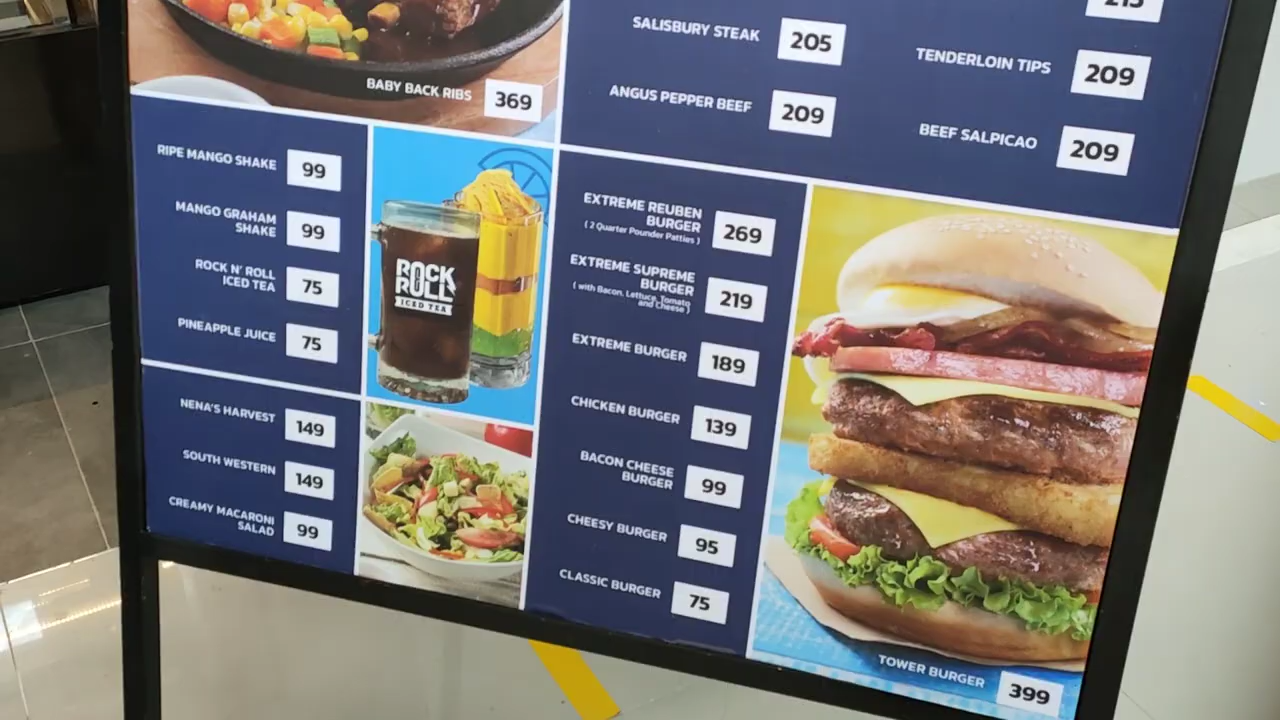 215
SALISBURY STEAK 205
TENDERLOIN TIPS 209
BABY BACK RIBS 369
ANGUS PEPPER BEEF 209
BEEF SALPICAO 209
RIPE MANGO SHAKE 99
MANGO GRAHAM
SHAKE 99
ROCK N' ROLL
ICED TEA 75
PINEAPPLE JUICE 75
ROCK
ROLL
ICED TEA
NENA'S HARVEST 149
SOUTH WESTERN 149
CREAMY MACARONI
SALAD 99
EXTREME REUBEN
BURGER 269
( 2 Quarter Pounder Patties )
EXTREME SUPREME
BURGER 219
( with Bacon, Lettuce, Tomato
and Cheese )
EXTREME BURGER 189
CHICKEN BURGER 139
BACON CHEESE
BURGER 99
CHEESY BURGER 95
CLASSIC BURGER 75
TOWER BURGER 399